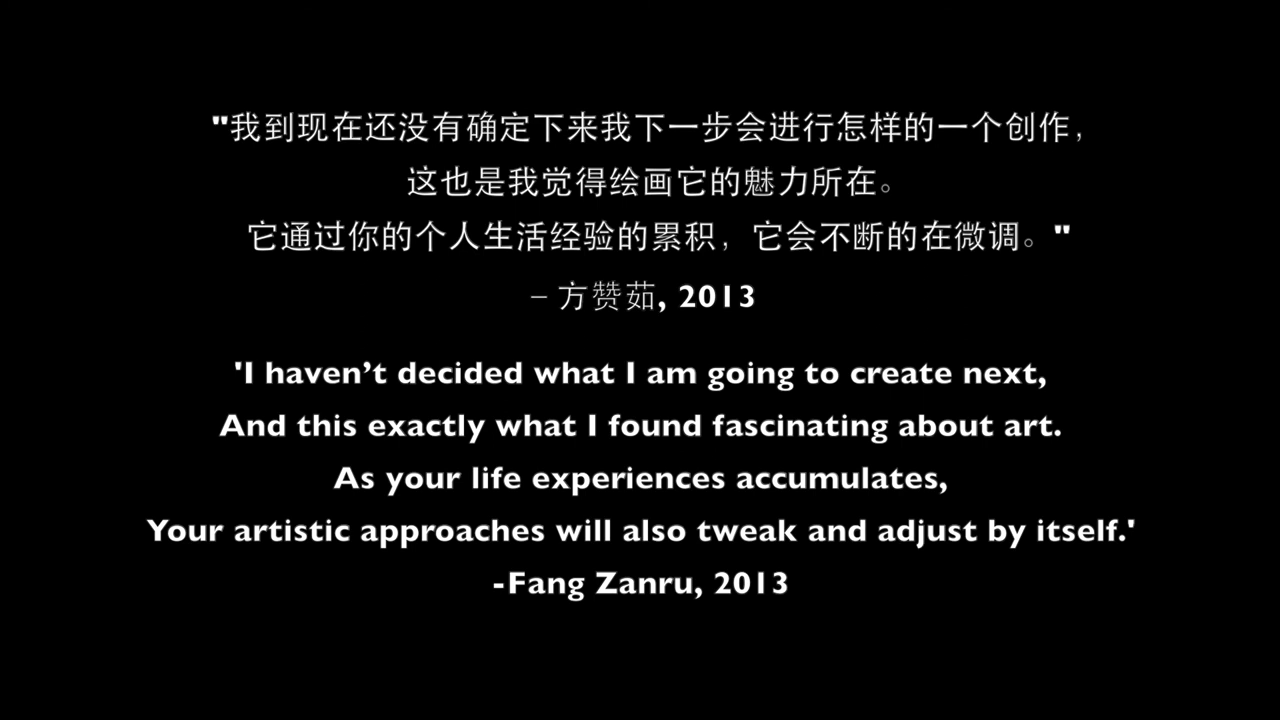 "我到现在还没有确定下来我下一步会进行怎样的一个创作，
这也是我觉得绘画它的魅力所在。
它通过你的个人生活经验的累积，它会不断的在微调。"
– 方赞茹, 2013
'I haven’t decided what I am going to create next,
And this exactly what I found fascinating about art.
As your life experiences accumulates,
Your artistic approaches will also tweak and adjust by itself.'
-Fang Zanru, 2013